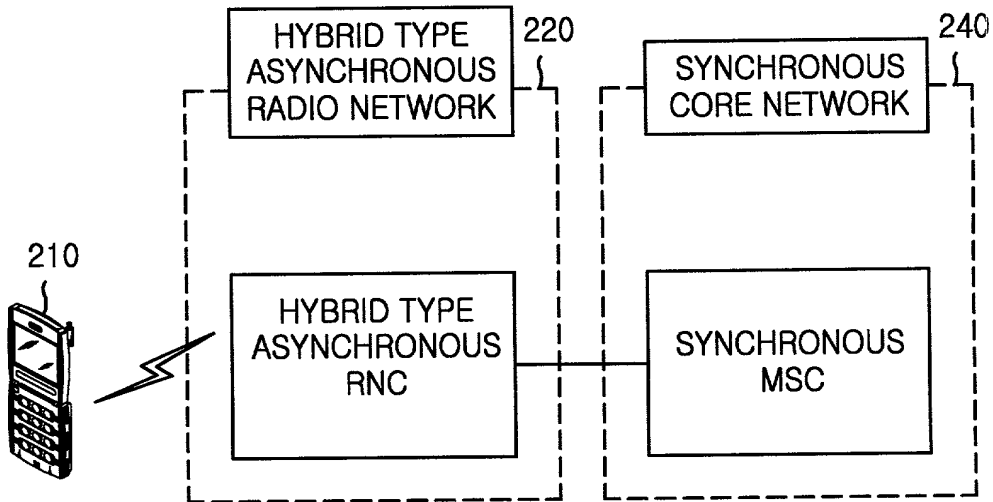 HYBRID TYPE
ASYNCHRONOUS
RADIO NETWORK
220
SYNCHRONOUS
CORE NETWORK
240
210
HYBRID TYPE
ASYNCHRONOUS
RNC
SYNCHRONOUS
MSC